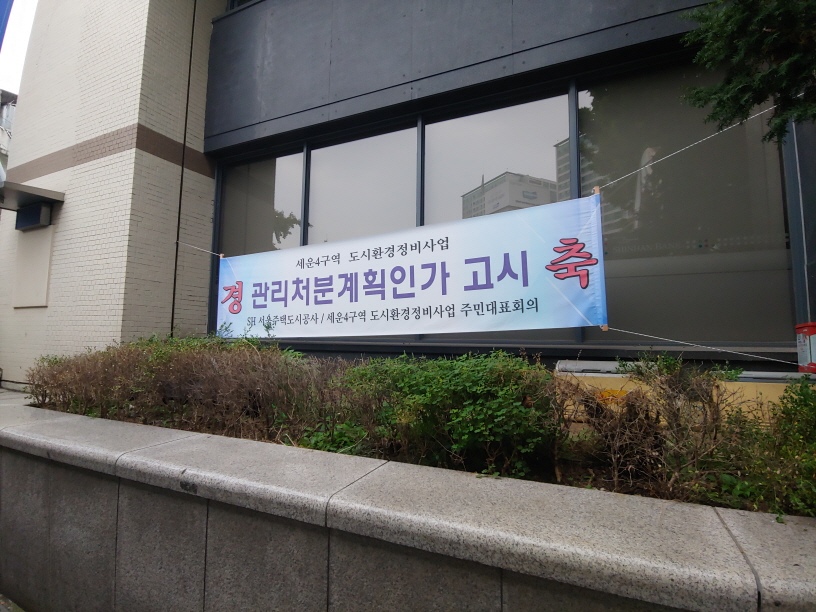 세운4구역 도시환경정비사업
경 관리처분계획인가 고시 축
SH 서울주택도시공사 / 세운4구역 도시환경정비사업 주민대표회의